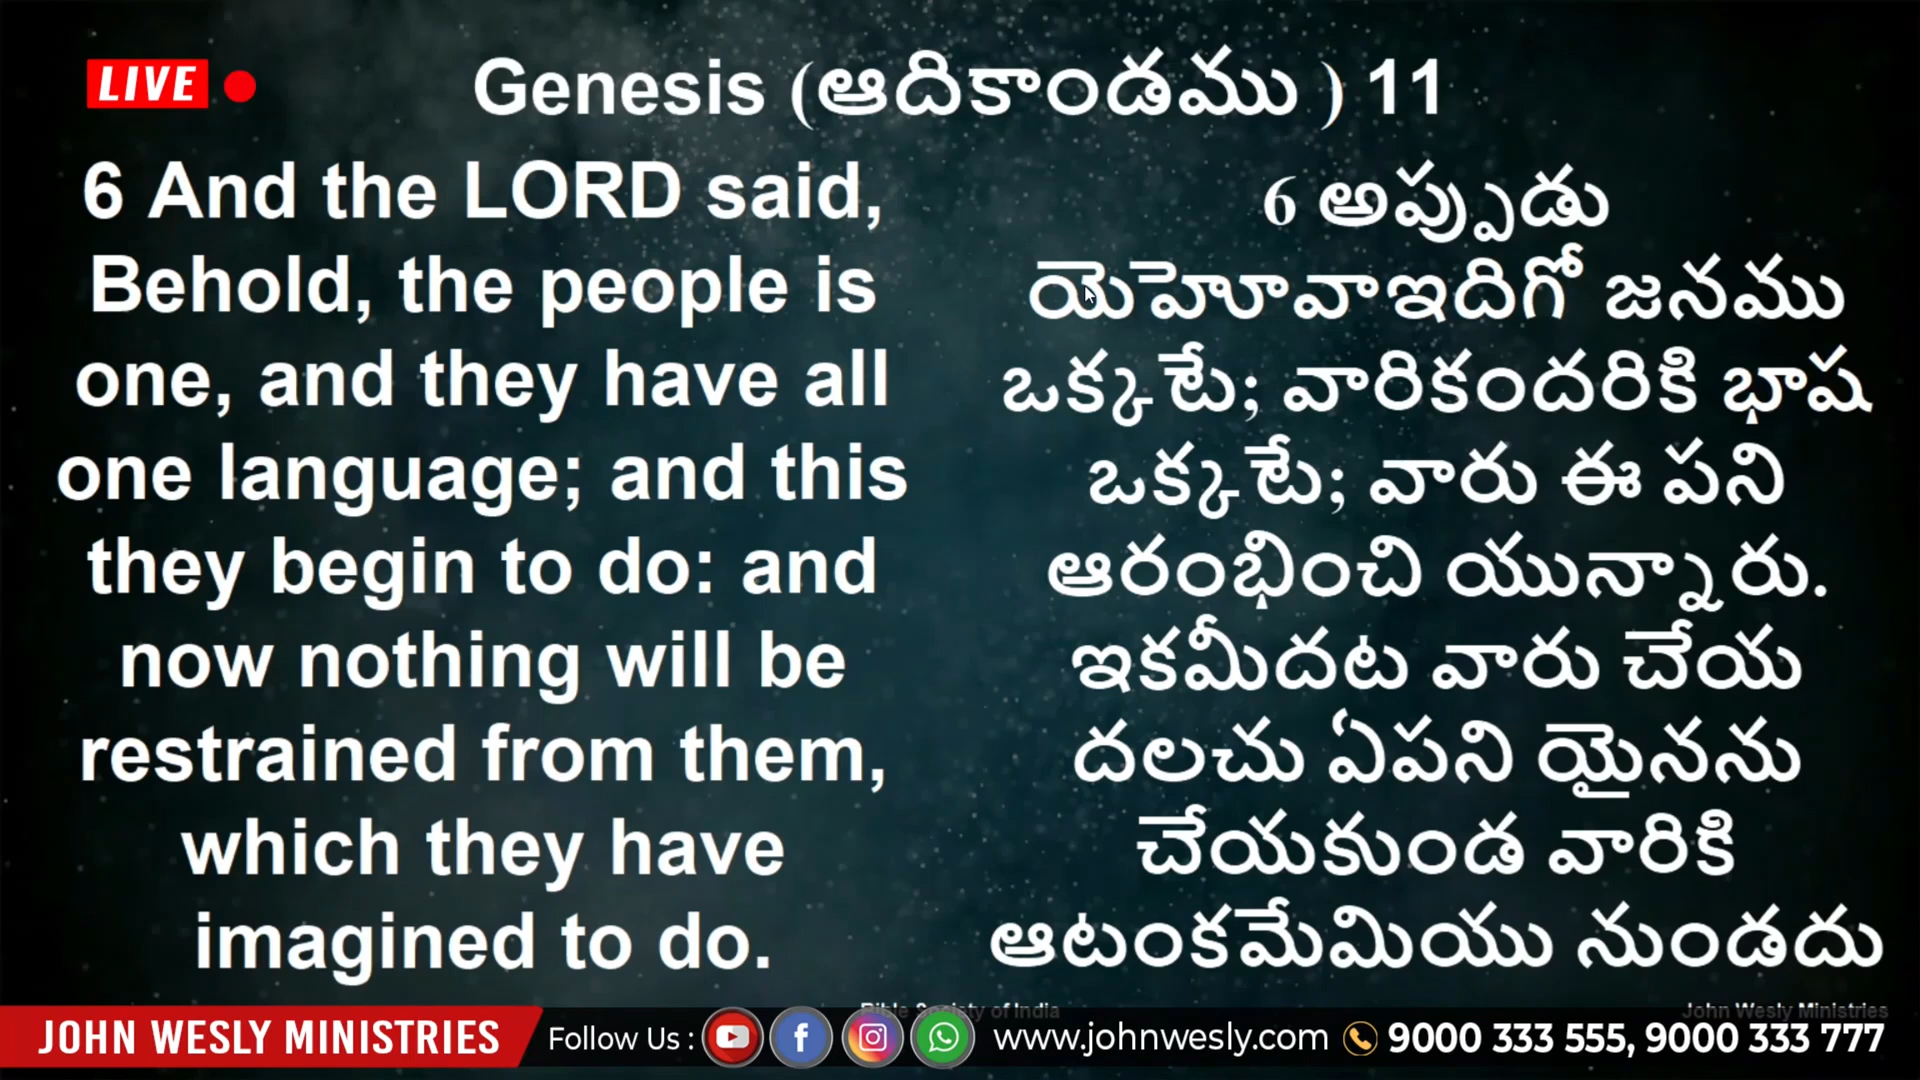 LIVE
Genesis (ఆదికాండము ) 11
6 And the LORD said,
Behold, the people is
one, and they have all
one language; and this
they begin to do: and
now nothing will be
restrained from them,
which they have
imagined to do.
6 అప్పుడు
యెహోవాఇదిగో జనము
ఒక్కటే; వారికందరికి భాష
ఒక్కటే; వారు ఈ పని
ఆరంభించి యున్నారు.
ఇకమీదట వారు చేయ
దలచు ఏపని యైనను
చేయకుండ వారికి
ఆటంకమేమియు నుండదు
Bible Society of India
John Wesly Ministries
JOHN WESLY MINISTRIES
Follow Us :
www.johnwesly.com
9000 333 555, 9000 333 777